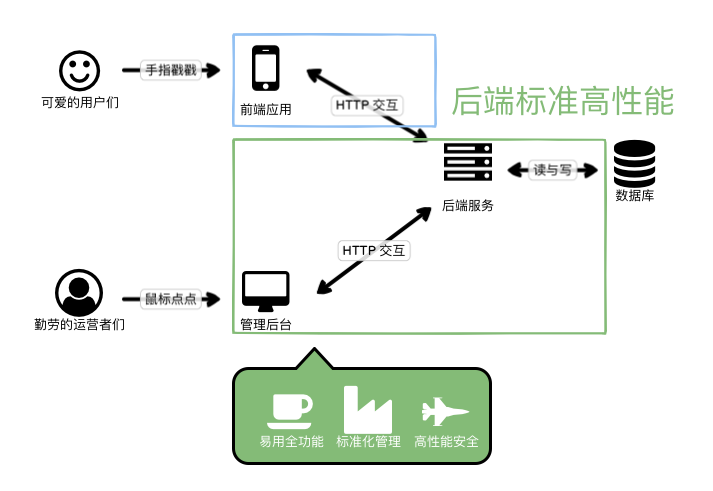 手指戳戳
可爱的用户们
前端应用
HTTP 交互
后端标准高性能
后端服务
读与写
数据库
HTTP 交互
鼠标点点
勤劳的运营者们
管理后台
易用全功能
标准化管理
高性能安全